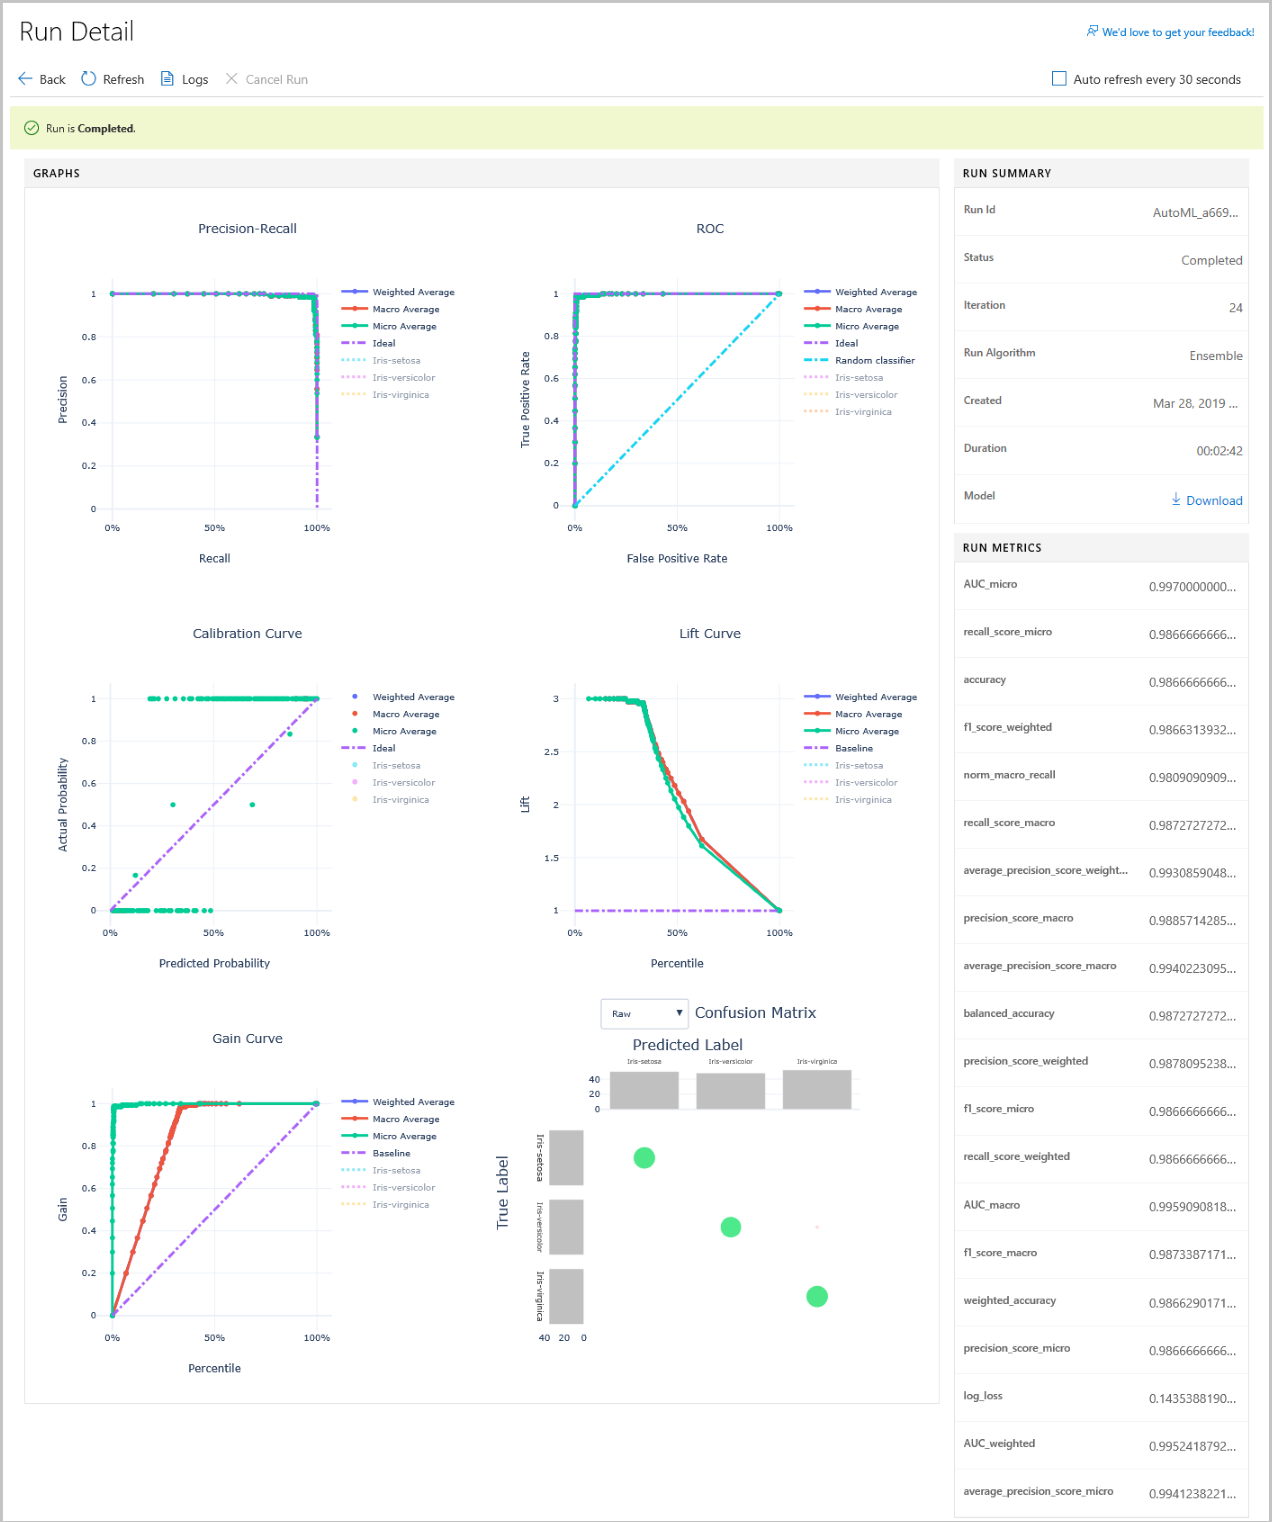 Run Detail
We'd love to get your feedback!
Back
Refresh
Logs
Cancel Run
Auto refresh every 30 seconds
Run is Completed.
GRAPHS
Precision-Recall
1
0.8
0.6
0.4
0.2
0
0%
50%
100%
Precision
Recall
Weighted Average
Macro Average
Micro Average
Ideal
Iris-setosa
Iris-versicolor
Iris-virginica
ROC
1
0.8
0.6
0.4
0.2
0
0%
50%
100%
True Positive Rate
False Positive Rate
Weighted Average
Macro Average
Micro Average
Ideal
Random classifier
Iris-setosa
Iris-versicolor
Iris-virginica
Calibration Curve
1
0.8
0.6
0.4
0.2
0
0%
50%
100%
Actual Probability
Predicted Probability
Weighted Average
Macro Average
Micro Average
Ideal
Iris-setosa
Iris-versicolor
Iris-virginica
Lift Curve
3
2.5
2
1.5
1
0%
50%
100%
Lift
Percentile
Weighted Average
Macro Average
Micro Average
Baseline
Iris-setosa
Iris-versicolor
Iris-virginica
Gain Curve
1
0.8
0.6
0.4
0.2
0
0%
50%
100%
Gain
Percentile
Weighted Average
Macro Average
Micro Average
Baseline
Iris-setosa
Iris-versicolor
Iris-virginica
Raw
Confusion Matrix
Predicted Label
Iris-setosa
Iris-versicolor
Iris-virginica
40
20
0
True Label
Iris-setosa
Iris-versicolor
Iris-virginica
40 20 0
RUN SUMMARY
Run Id AutoML_a669...
Status Completed
Iteration 24
Run Algorithm Ensemble
Created Mar 28, 2019 ...
Duration 00:02:42
Model Download
RUN METRICS
AUC_micro 0.9970000000...
recall_score_micro 0.9866666666...
accuracy 0.9866666666...
f1_score_weighted 0.9866313932...
norm_macro_recall 0.9809090909...
recall_score_macro 0.9872727272...
average_precision_score_weight... 0.9930859048...
precision_score_macro 0.9885714285...
average_precision_score_macro 0.9940223095...
balanced_accuracy 0.9872727272...
precision_score_weighted 0.9878095238...
f1_score_micro 0.9866666666...
recall_score_weighted 0.9866666666...
AUC_macro 0.9959090818...
f1_score_macro 0.9873387171...
weighted_accuracy 0.9866290171...
precision_score_micro 0.9866666666...
log_loss 0.1435388190...
AUC_weighted 0.9952418792...
average_precision_score_micro 0.9941238221...